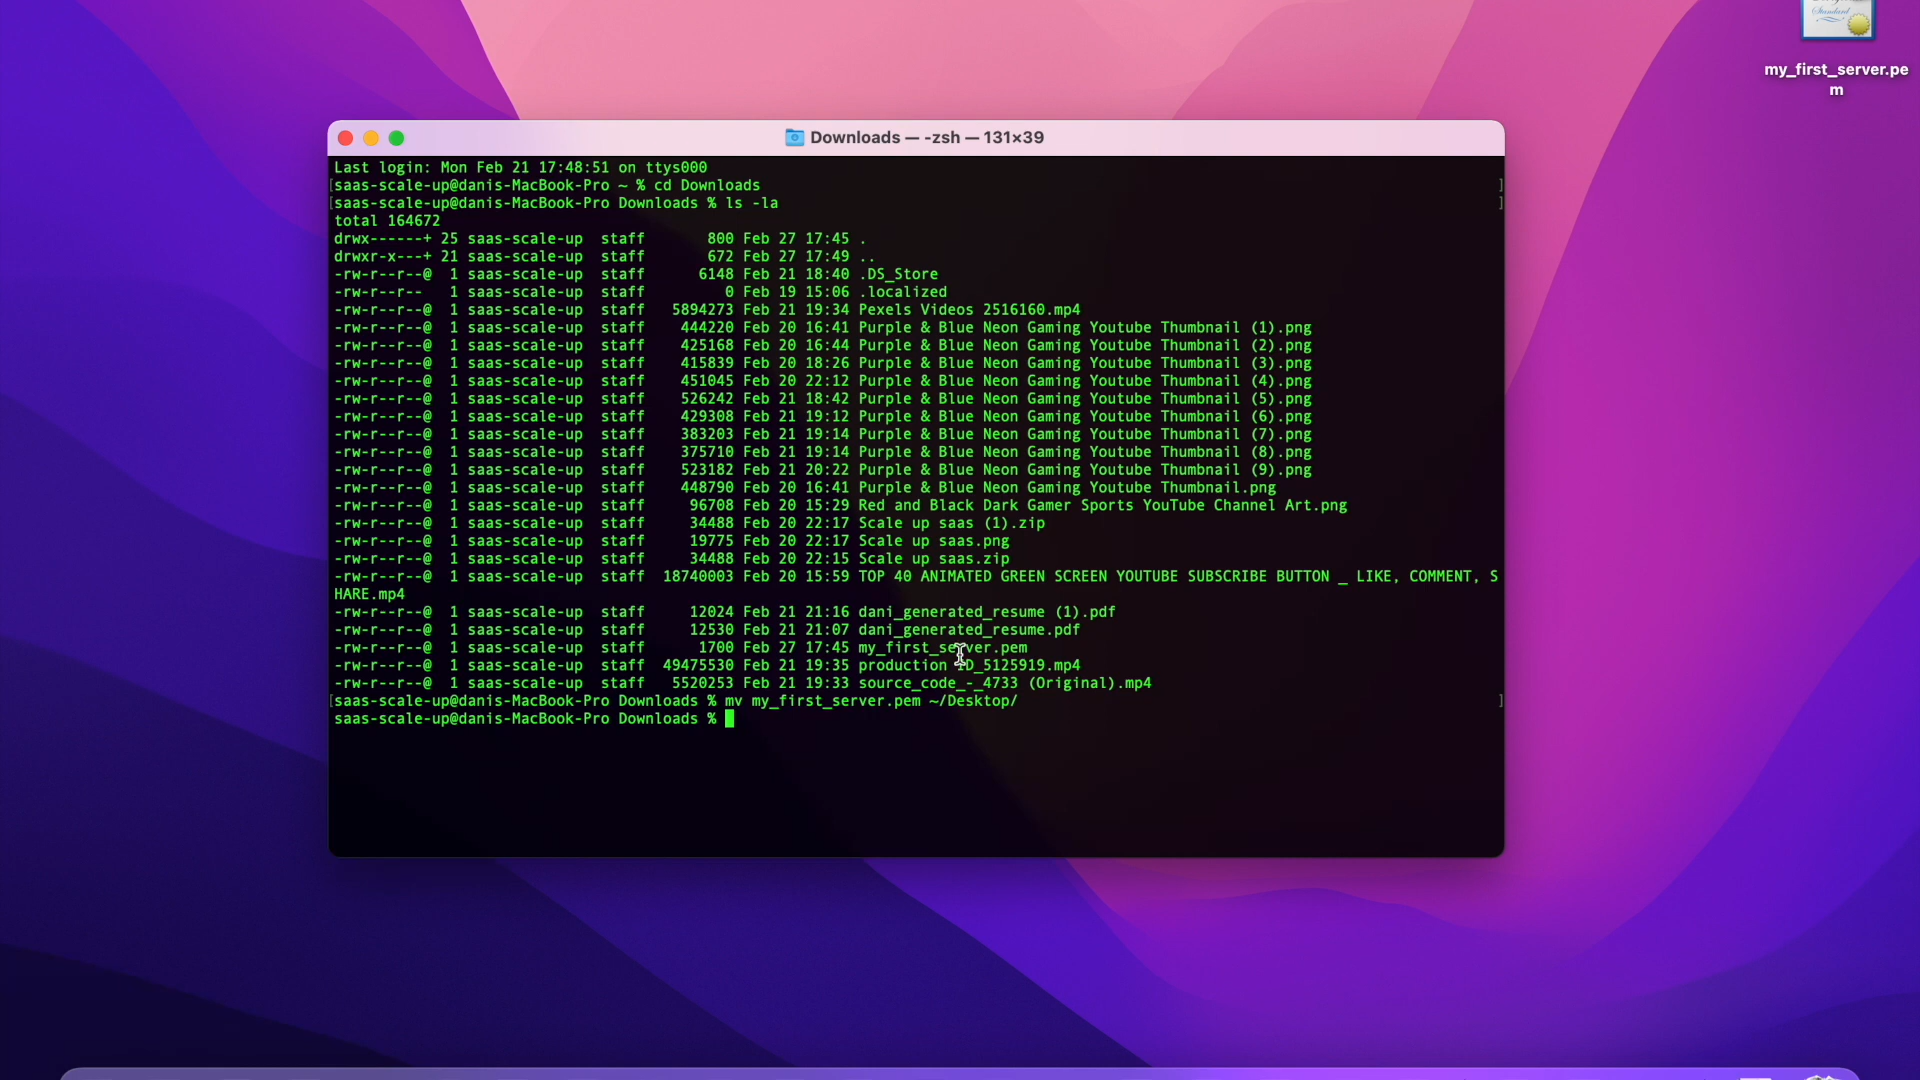 my_first_server.pe
m
Downloads — -zsh — 131×39
Last login: Mon Feb 21 17:48:51 on ttys000
[saas-scale-up@danis-MacBook-Pro ~ % cd Downloads ]
[saas-scale-up@danis-MacBook-Pro Downloads % ls -la ]
total 164672
drwx------+ 25 saas-scale-up  staff       800 Feb 27 17:45 .
drwxr-x---+ 21 saas-scale-up  staff       672 Feb 27 17:49 ..
-rw-r--r--@  1 saas-scale-up  staff      6148 Feb 21 18:40 .DS_Store
-rw-r--r--   1 saas-scale-up  staff         0 Feb 19 15:06 .localized
-rw-r--r--@  1 saas-scale-up  staff   5894273 Feb 21 19:34 Pexels Videos 2516160.mp4
-rw-r--r--@  1 saas-scale-up  staff    444220 Feb 20 16:41 Purple & Blue Neon Gaming Youtube Thumbnail (1).png
-rw-r--r--@  1 saas-scale-up  staff    425168 Feb 20 16:44 Purple & Blue Neon Gaming Youtube Thumbnail (2).png
-rw-r--r--@  1 saas-scale-up  staff    415839 Feb 20 18:26 Purple & Blue Neon Gaming Youtube Thumbnail (3).png
-rw-r--r--@  1 saas-scale-up  staff    451045 Feb 20 22:12 Purple & Blue Neon Gaming Youtube Thumbnail (4).png
-rw-r--r--@  1 saas-scale-up  staff    526242 Feb 21 18:42 Purple & Blue Neon Gaming Youtube Thumbnail (5).png
-rw-r--r--@  1 saas-scale-up  staff    429308 Feb 21 19:12 Purple & Blue Neon Gaming Youtube Thumbnail (6).png
-rw-r--r--@  1 saas-scale-up  staff    383203 Feb 21 19:14 Purple & Blue Neon Gaming Youtube Thumbnail (7).png
-rw-r--r--@  1 saas-scale-up  staff    375710 Feb 21 19:14 Purple & Blue Neon Gaming Youtube Thumbnail (8).png
-rw-r--r--@  1 saas-scale-up  staff    523182 Feb 21 20:22 Purple & Blue Neon Gaming Youtube Thumbnail (9).png
-rw-r--r--@  1 saas-scale-up  staff    448790 Feb 20 16:41 Purple & Blue Neon Gaming Youtube Thumbnail.png
-rw-r--r--@  1 saas-scale-up  staff     96708 Feb 20 15:29 Red and Black Dark Gamer Sports YouTube Channel Art.png
-rw-r--r--@  1 saas-scale-up  staff     34488 Feb 20 22:17 Scale up saas (1).zip
-rw-r--r--@  1 saas-scale-up  staff     19775 Feb 20 22:17 Scale up saas.png
-rw-r--r--@  1 saas-scale-up  staff     34488 Feb 20 22:15 Scale up saas.zip
-rw-r--r--@  1 saas-scale-up  staff  18740003 Feb 20 15:59 TOP 40 ANIMATED GREEN SCREEN YOUTUBE SUBSCRIBE BUTTON _ LIKE, COMMENT, S
HARE.mp4
-rw-r--r--@  1 saas-scale-up  staff     12024 Feb 21 21:16 dani_generated_resume (1).pdf
-rw-r--r--@  1 saas-scale-up  staff     12530 Feb 21 21:07 dani_generated_resume.pdf
-rw-r--r--@  1 saas-scale-up  staff      1700 Feb 27 17:45 my_first_server.pem
-rw-r--r--@  1 saas-scale-up  staff  49475530 Feb 21 19:35 production ID_5125919.mp4
-rw-r--r--@  1 saas-scale-up  staff   5520253 Feb 21 19:33 source_code_-_4733 (Original).mp4
[saas-scale-up@danis-MacBook-Pro Downloads % mv my_first_server.pem ~/Desktop/ ]
saas-scale-up@danis-MacBook-Pro Downloads %